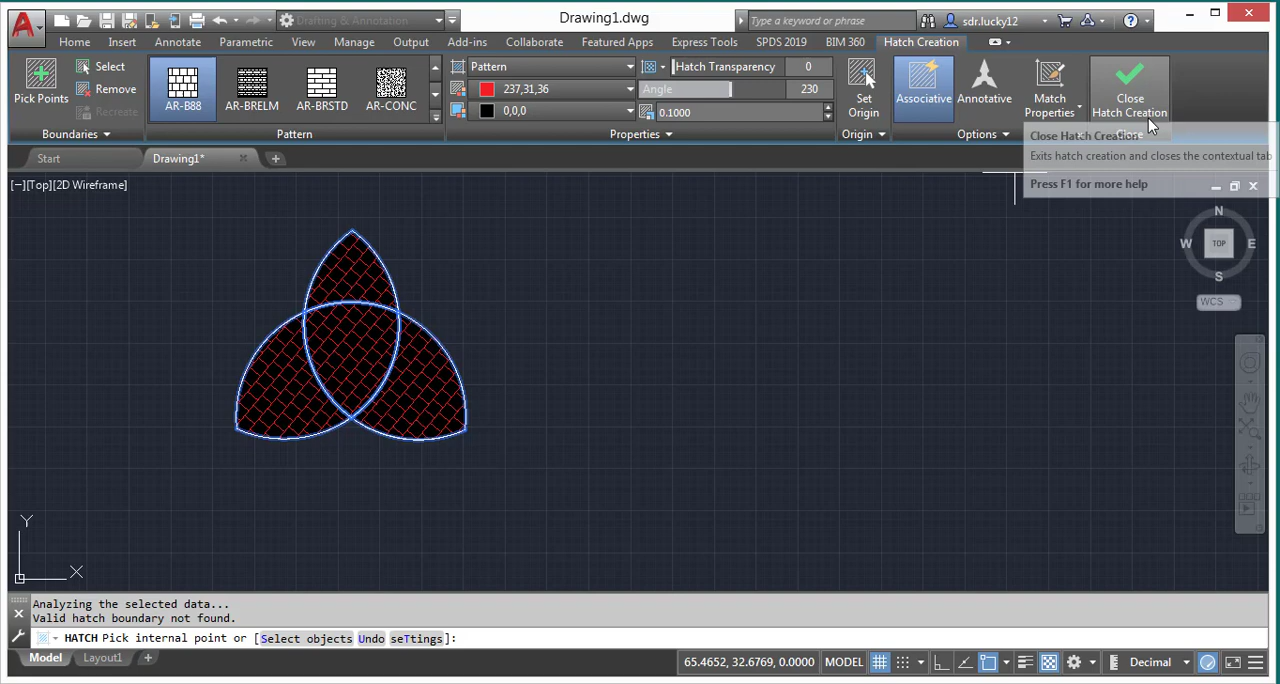 Drafting & Annotation
Drawing1.dwg
Type a keyword or phrase
sdr.lucky12
Home Insert Annotate Parametric View Manage Output Add-ins Collaborate Featured Apps Express Tools SPDS 2019 BIM 360 Hatch Creation
Pick Points
Select
Remove
Recreate
Boundaries
AR-B88 AR-BRELM AR-BRSTD AR-CONC
Pattern
Pattern
237,31,36
0,0,0
Hatch Transparency 0
Angle 230
0.1000
Properties
Set Origin
Origin
Associative
Annotative
Match Properties
Options
Close Hatch Creation
Close
Close Hatch Creation
Exits hatch creation and closes the contextual tab
Press F1 for more help
Start
Drawing1*
[−][Top][2D Wireframe]
N
W TOP E
S
WCS
Y
X
Analyzing the selected data...
Valid hatch boundary not found.
HATCH Pick internal point or [Select objects Undo seTtings]:
Model Layout1 +
65.4652, 32.6769, 0.0000 MODEL Decimal